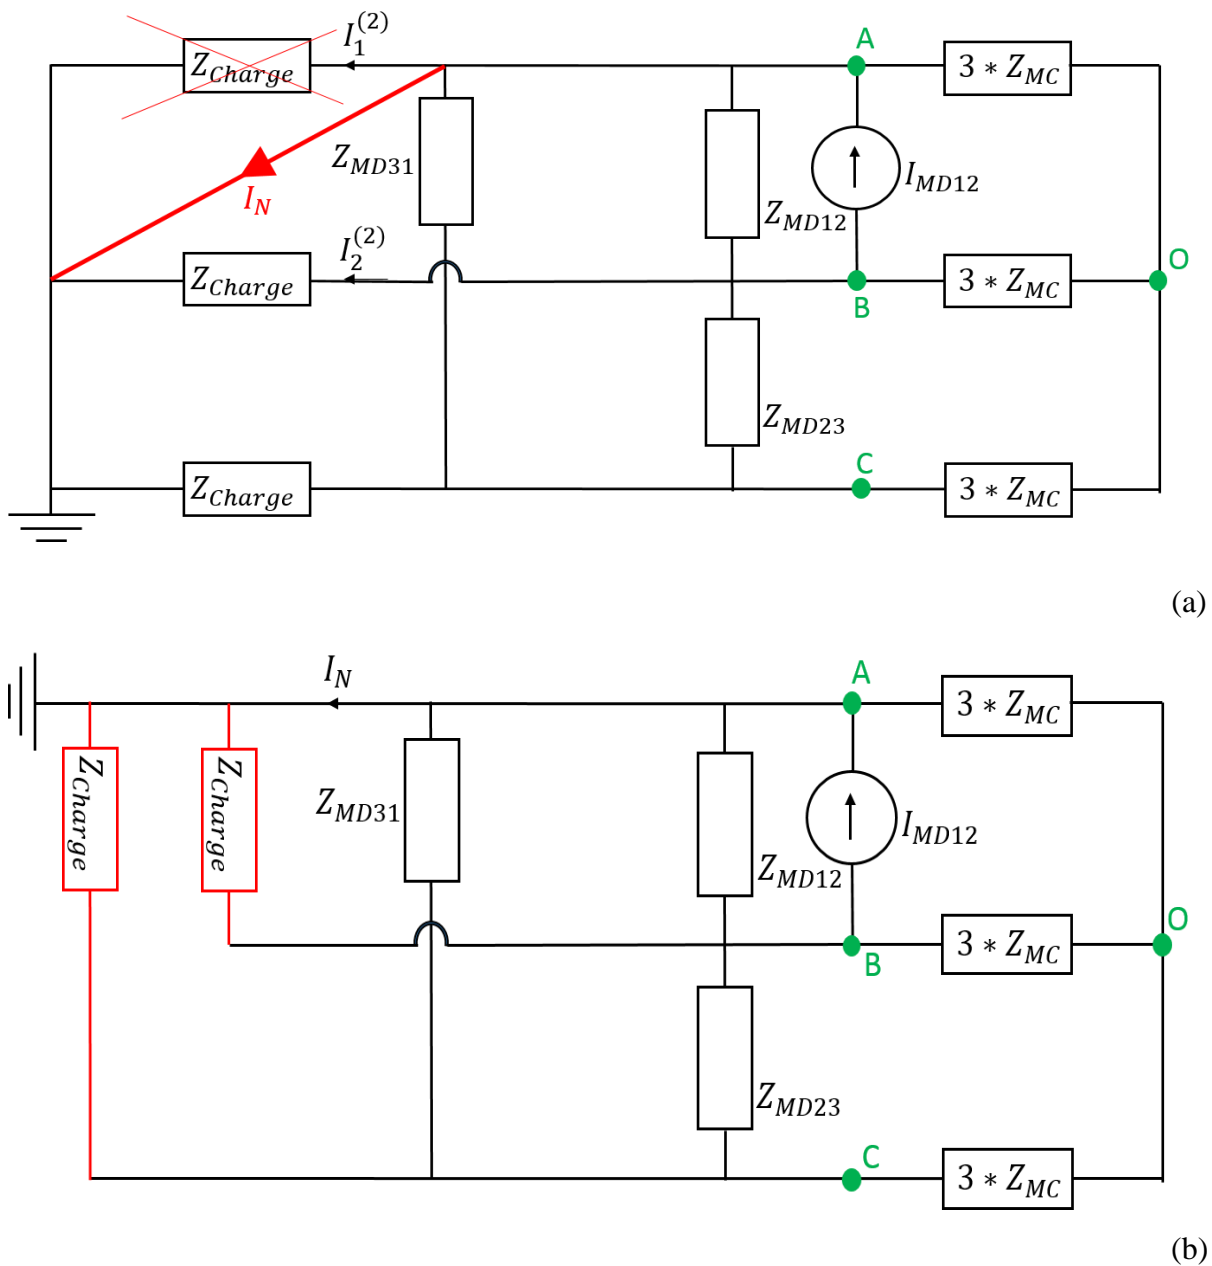 I_1^(2)
A
Z_Charge
3 * Z_MC
Z_MD31
I_MD12
I_N
Z_MD12
I_2^(2)
O
Z_Charge
3 * Z_MC
B
Z_MD23
C
Z_Charge
3 * Z_MC
(a)
I_N
A
3 * Z_MC
Z_Charge
Z_Charge
Z_MD31
I_MD12
Z_MD12
O
3 * Z_MC
B
Z_MD23
C
3 * Z_MC
(b)